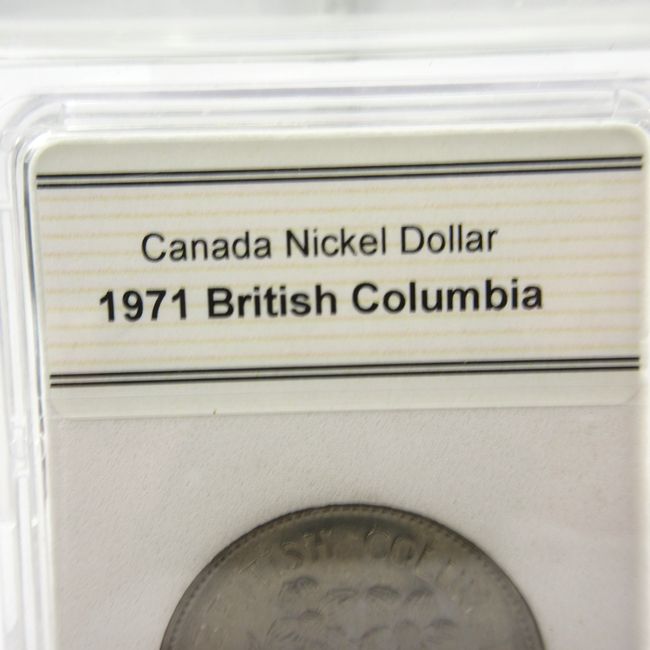 Canada Nickel Dollar
1971 British Columbia